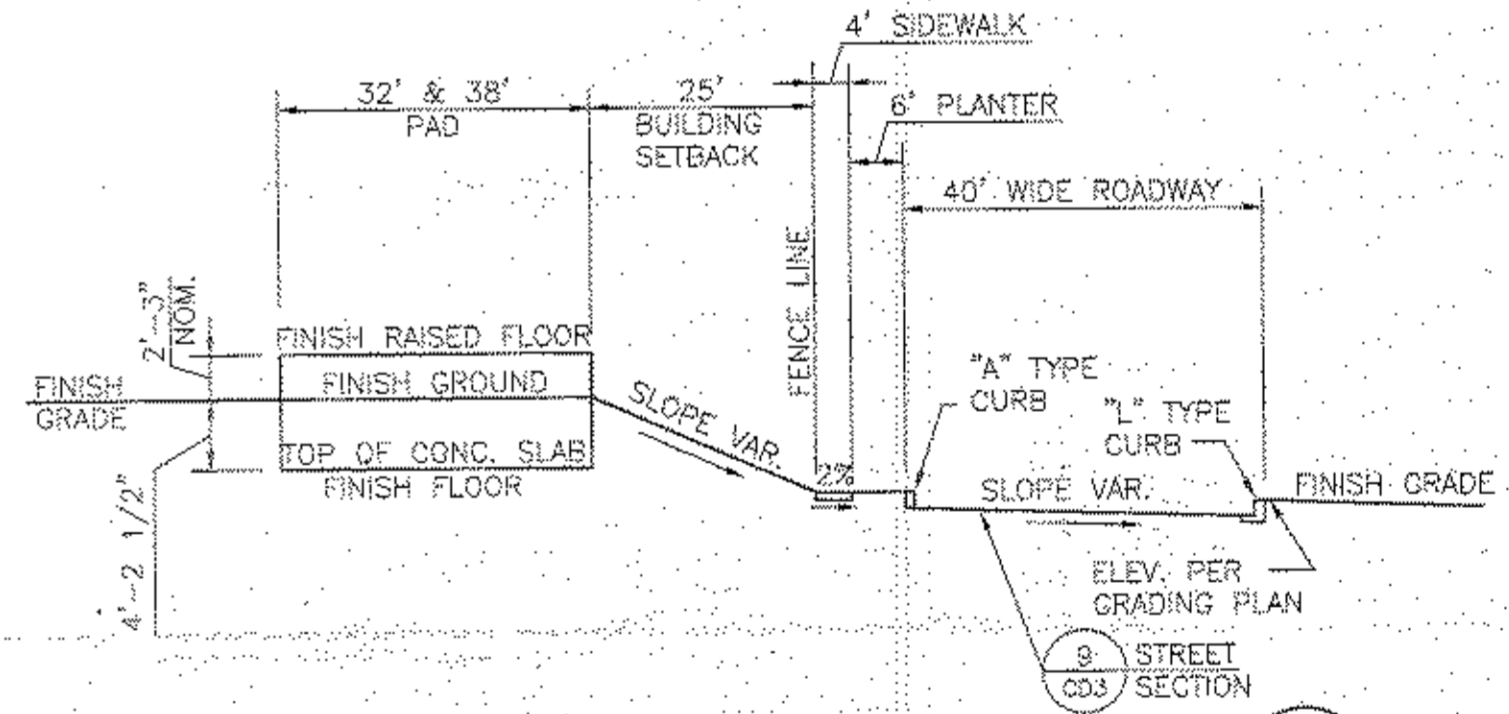 4' SIDEWALK
32' & 38'
PAD
25'
BUILDING
SETBACK
6' PLANTER
40' WIDE ROADWAY
FENCE LINE
2'-3"
NOM.
FINISH RAISED FLOOR
FINISH
GRADE
FINISH GROUND
SLOPE VAR.
"A" TYPE
CURB
"L" TYPE
CURB
TOP OF CONC. SLAB
FINISH FLOOR
2%
SLOPE VAR.
FINISH GRADE
4'-2 1/2"
ELEV. PER
GRADING PLAN
9
CD3
STREET
SECTION